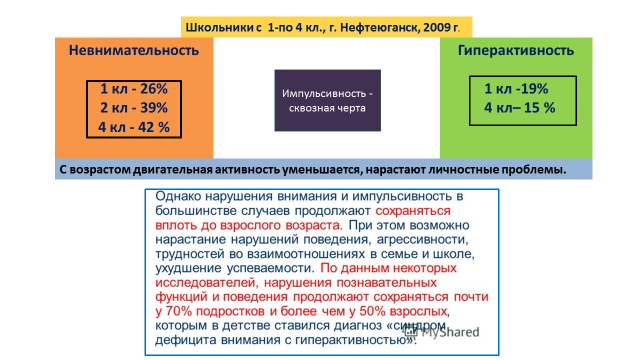 Школьники с 1-по 4 кл., г. Нефтеюганск, 2009 г.
Невнимательность
1 кл - 26%
2 кл - 39%
4 кл - 42 %
Импульсивность -
сквозная черта
Гиперактивность
1 кл -19%
4 кл– 15 %
С возрастом двигательная активность уменьшается, нарастают личностные проблемы.
Однако нарушения внимания и импульсивность в
большинстве случаев продолжают сохраняться
вплоть до взрослого возраста. При этом возможно
нарастание нарушений поведения, агрессивности,
трудностей во взаимоотношениях в семье и школе,
ухудшение успеваемости. По данным некоторых
исследователей, нарушения познавательных
функций и поведения продолжают сохраняться почти
у 70% подростков и более чем у 50% взрослых,
которым в детстве ставился диагноз «синдром
дефицита внимания с гиперактивностью».
MyShared